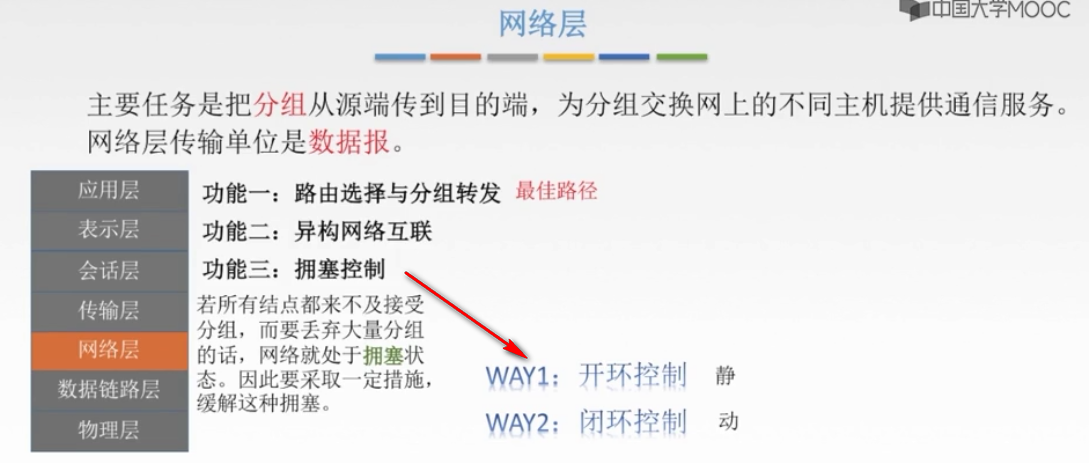 网络层
中国大学MOOC
主要任务是把分组从源端传到目的端，为分组交换网上的不同主机提供通信服务。
网络层传输单位是数据报。
应用层
表示层
会话层
传输层
网络层
数据链路层
物理层
功能一：路由选择与分组转发 最佳路径
功能二：异构网络互联
功能三：拥塞控制
若所有结点都来不及接受
分组，而要丢弃大量分组
的话，网络就处于拥塞状
态。因此要采取一定措施，
缓解这种拥塞。
WAY1：开环控制 静
WAY2：闭环控制 动